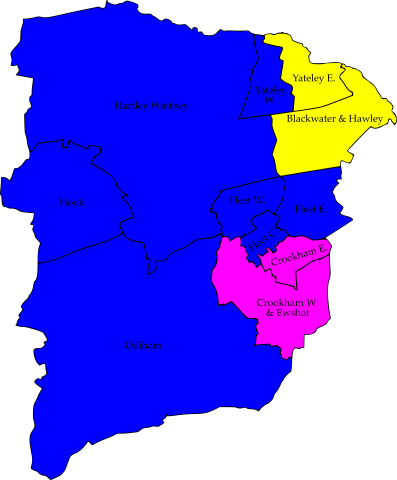 Yateley E.
Yateley
W.
Hartley Wintney
Blackwater & Hawley
Hook
Fleet W.
Fleet E.
Fleet C.
Crookham E.
Crookham W.
& Ewshot
Odiham